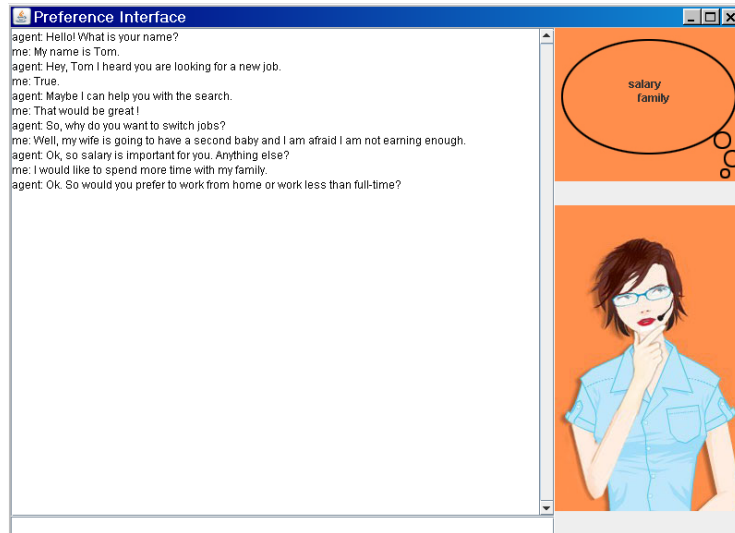 Preference Interface
agent: Hello! What is your name?
me: My name is Tom.
agent: Hey, Tom I heard you are looking for a new job.
me: True.
agent: Maybe I can help you with the search.
me: That would be great !
agent: So, why do you want to switch jobs?
me: Well, my wife is going to have a second baby and I am afraid I am not earning enough.
agent: Ok, so salary is important for you. Anything else?
me: I would like to spend more time with my family.
agent: Ok. So would you prefer to work from home or work less than full-time?
salary
family